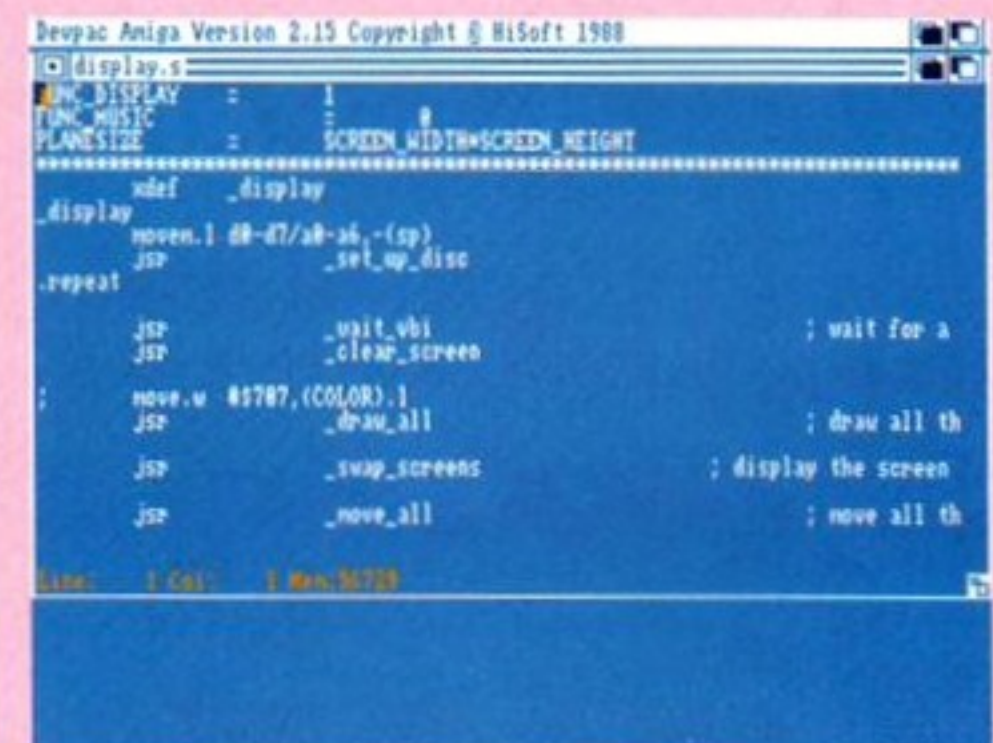 Devpac Amiga Version 2.15 Copyright © HiSoft 1988
display.s
FUNC_DISPLAY = 1
FUNC_MUSIC = 0
PLANESIZE = SCREEN_WIDTH*SCREEN_HEIGHT
xdef _display
_display
movem.l d0-d7/a0-a6,-(sp)
jsr _set_up_disc
.repeat
jsr _wait_vbi ; wait for a
jsr _clear_screen
; move.w #$707,(COLOR).l
jsr _draw_all ; draw all th
jsr _swap_screens ; display the screen
jsr _move_all ; move all th
Line: 1 Col: 1 Mem: